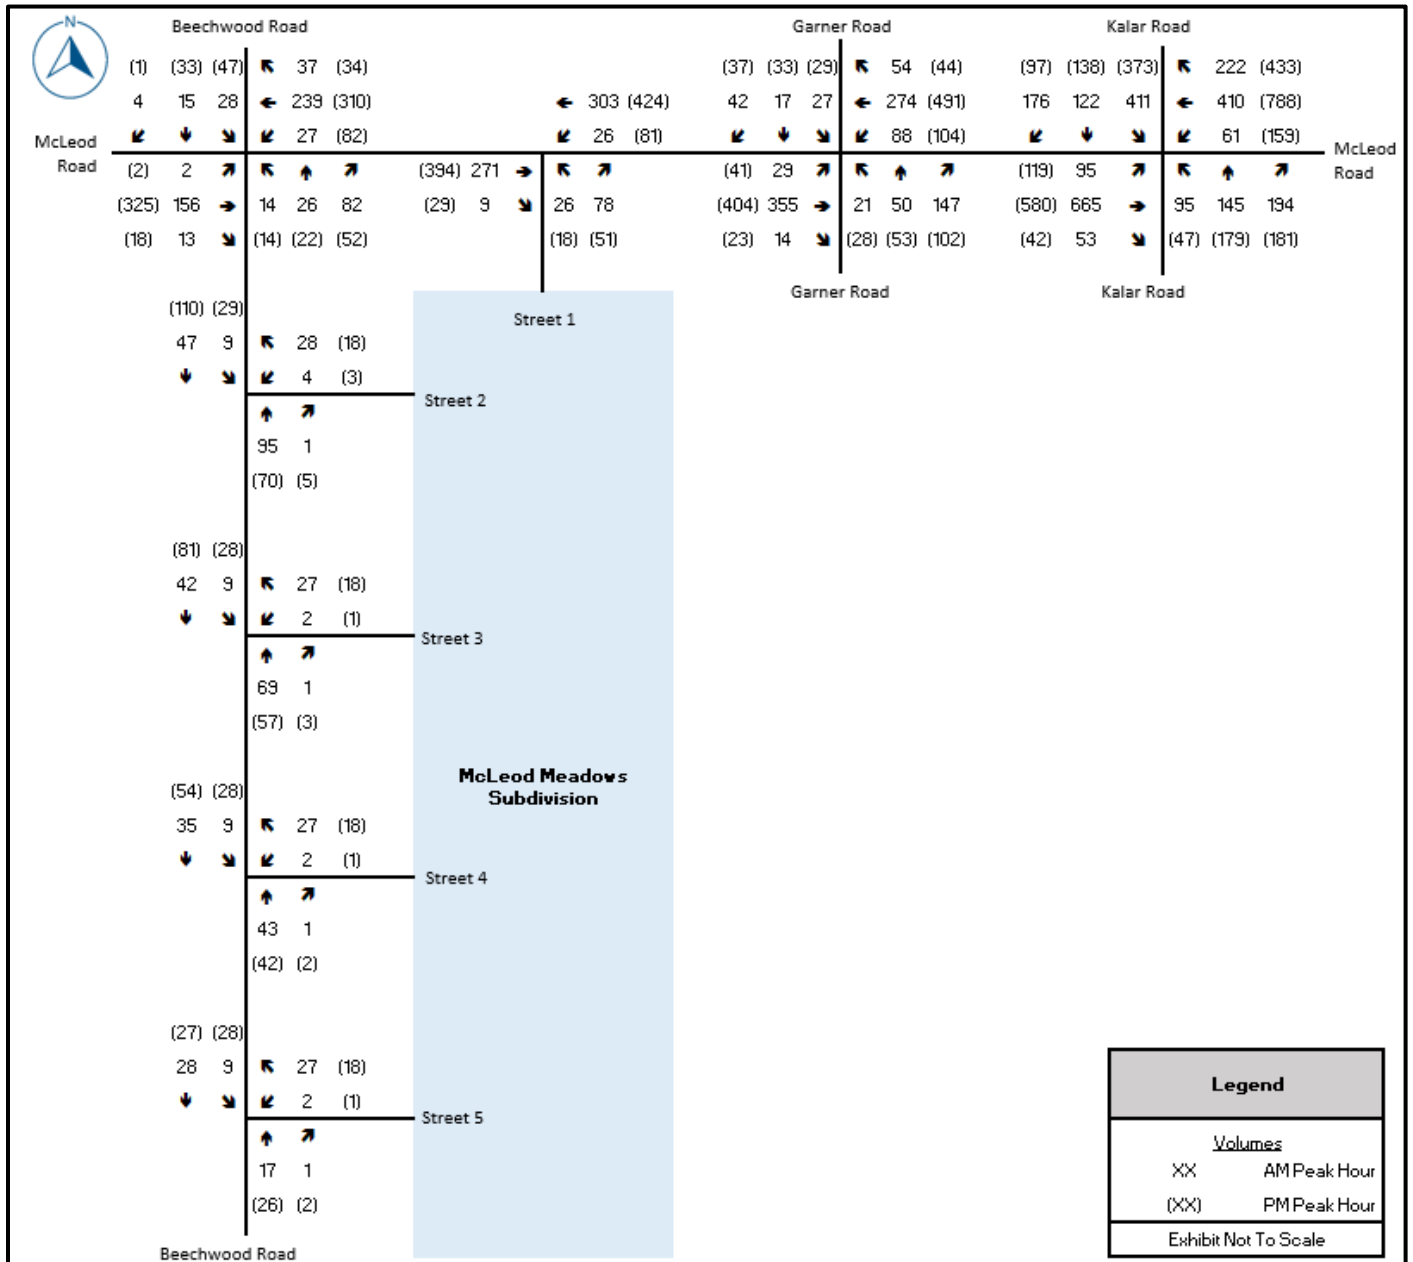 N
Beechwood Road Garner Road Kalar Road
(1) (33) (47) 37 (34) (37) (33) (29) 54 (44) (97) (138) (373) 222 (433)
4 15 28 239 (310) 303 (424) 42 17 27 274 (491) 176 122 411 410 (788)
27 (82) 26 (81) 88 (104) 61 (159)
McLeod Road McLeod Road
(2) 2 (394) 271 (41) 29 (119) 95
(325) 156 14 26 82 (29) 9 26 78 (404) 355 21 50 147 (580) 665 95 145 194
(18) 13 (14) (22) (52) (18) (51) (23) 14 (28) (53) (102) (42) 53 (47) (179) (181)
Garner Road Kalar Road
Street 1
(110) (29)
47 9 28 (18)
4 (3)
Street 2
95 1
(70) (5)
(81) (28)
42 9 27 (18)
2 (1)
Street 3
69 1
(57) (3)
McLeod Meadows
Subdivision
(54) (28)
35 9 27 (18)
2 (1)
Street 4
43 1
(42) (2)
(27) (28)
28 9 27 (18)
2 (1)
Street 5
17 1
(26) (2)
Beechwood Road
Legend
Volumes
XX AM Peak Hour
(XX) PM Peak Hour
Exhibit Not To Scale